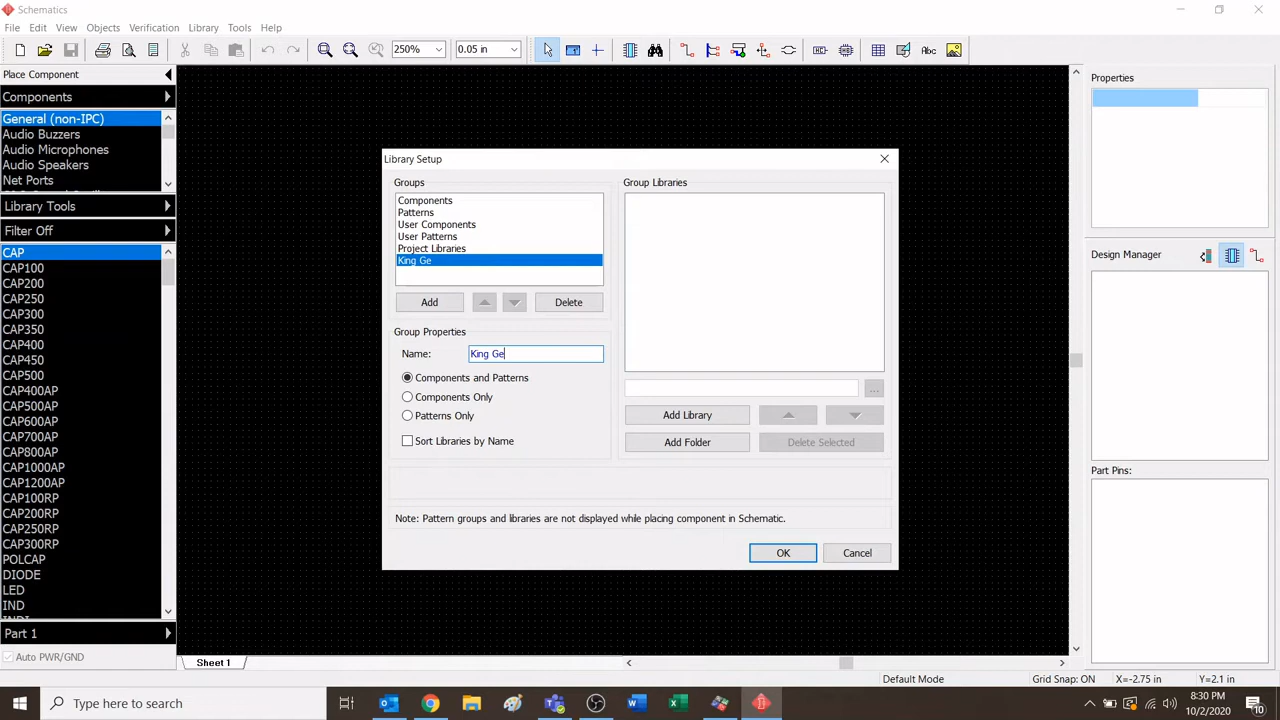 Schematics
File Edit View Objects Verification Library Tools Help
250% 0.05 in Abc
Place Component
Components
General (non-IPC)
Audio Buzzers
Audio Microphones
Audio Speakers
Net Ports
Library Tools
Filter Off
CAP
CAP100
CAP200
CAP250
CAP300
CAP350
CAP400
CAP450
CAP500
CAP400AP
CAP500AP
CAP600AP
CAP700AP
CAP800AP
CAP1000AP
CAP1200AP
CAP100RP
CAP200RP
CAP250RP
CAP300RP
POLCAP
DIODE
LED
IND
Part 1
Auto PWR/GND
Library Setup
Groups
Components
Patterns
User Components
User Patterns
Project Libraries
King Ge
Add Delete
Group Properties
Name: King Ge
Components and Patterns
Components Only
Patterns Only
Sort Libraries by Name
Group Libraries
...
Add Library
Add Folder Delete Selected
Note: Pattern groups and libraries are not displayed while placing component in Schematic.
OK Cancel
Properties
Design Manager
Part Pins:
Sheet 1
Default Mode Grid Snap: ON X=-2.75 in Y=2.1 in
Type here to search
8:30 PM
10/2/2020
10